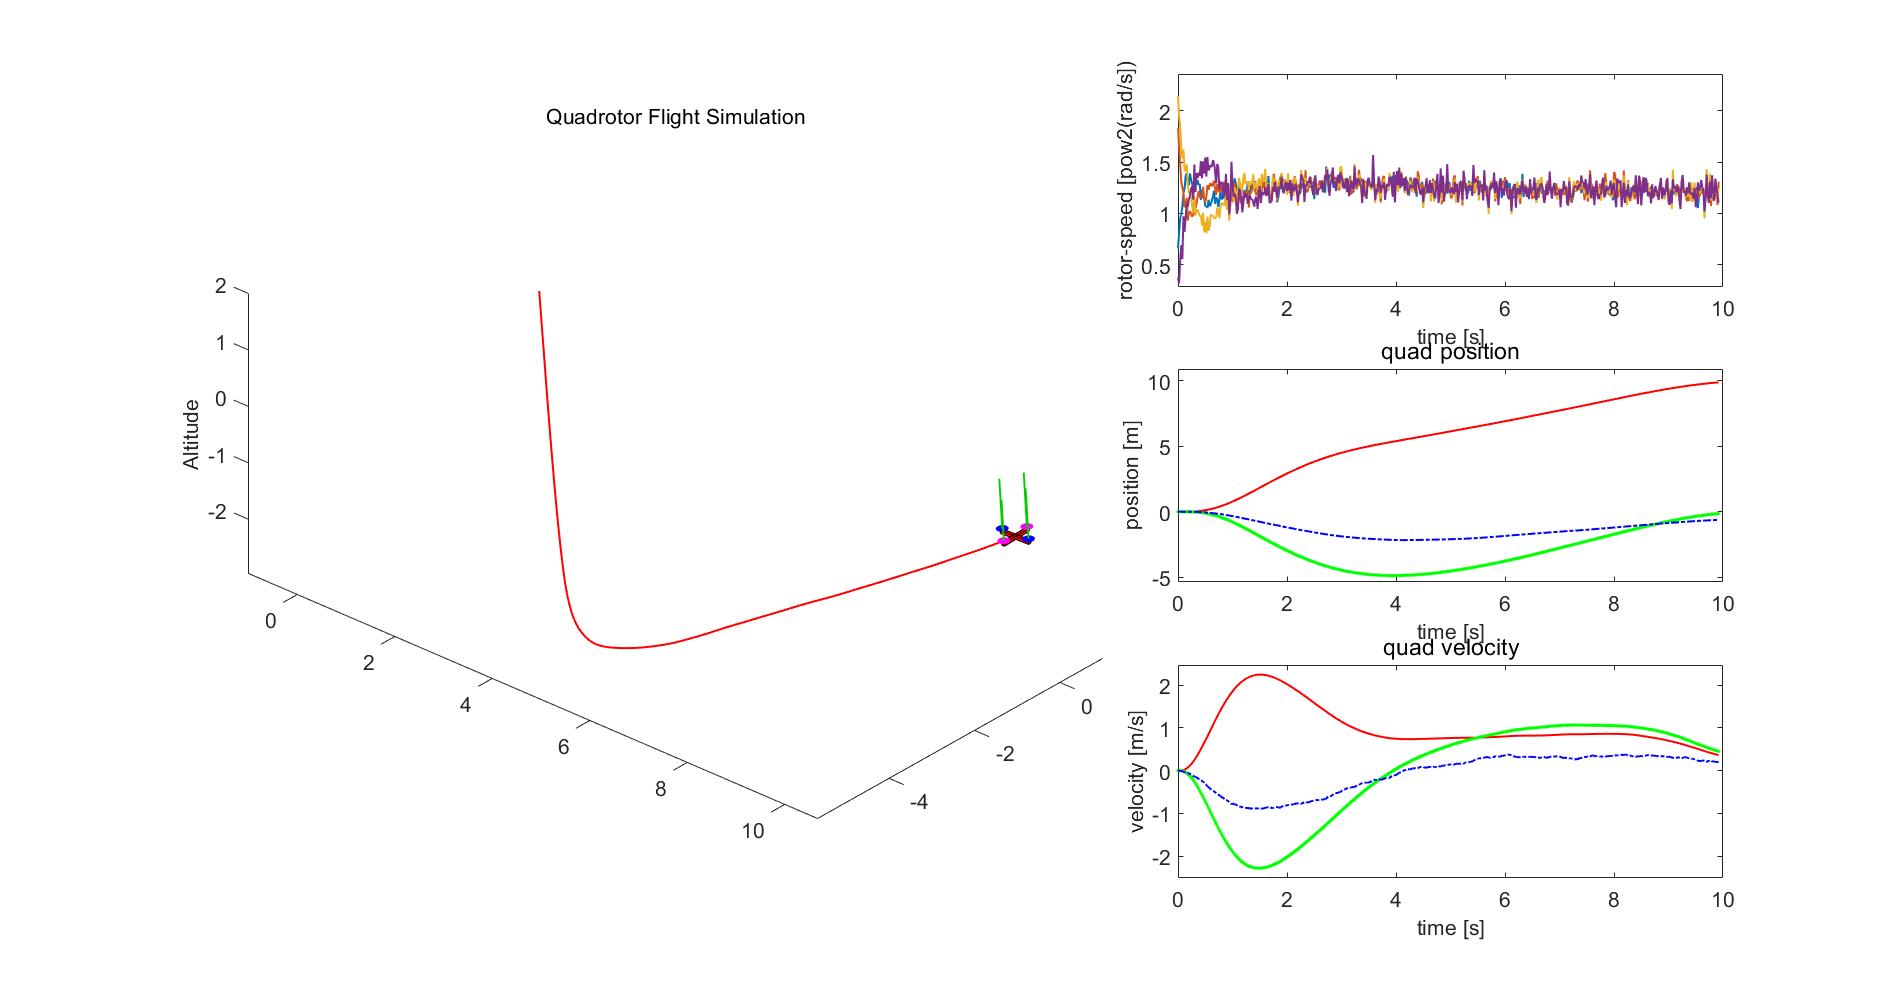 Quadrotor Flight Simulation
Altitude
2
1
0
-1
-2
0
2
4
6
8
10
0
-2
-4
rotor-speed [pow2(rad/s])
2
1.5
1
0.5
0 2 4 6 8 10
time [s]
quad position
position [m]
10
5
0
-5
0 2 4 6 8 10
time [s]
quad velocity
velocity [m/s]
2
1
0
-1
-2
0 2 4 6 8 10
time [s]